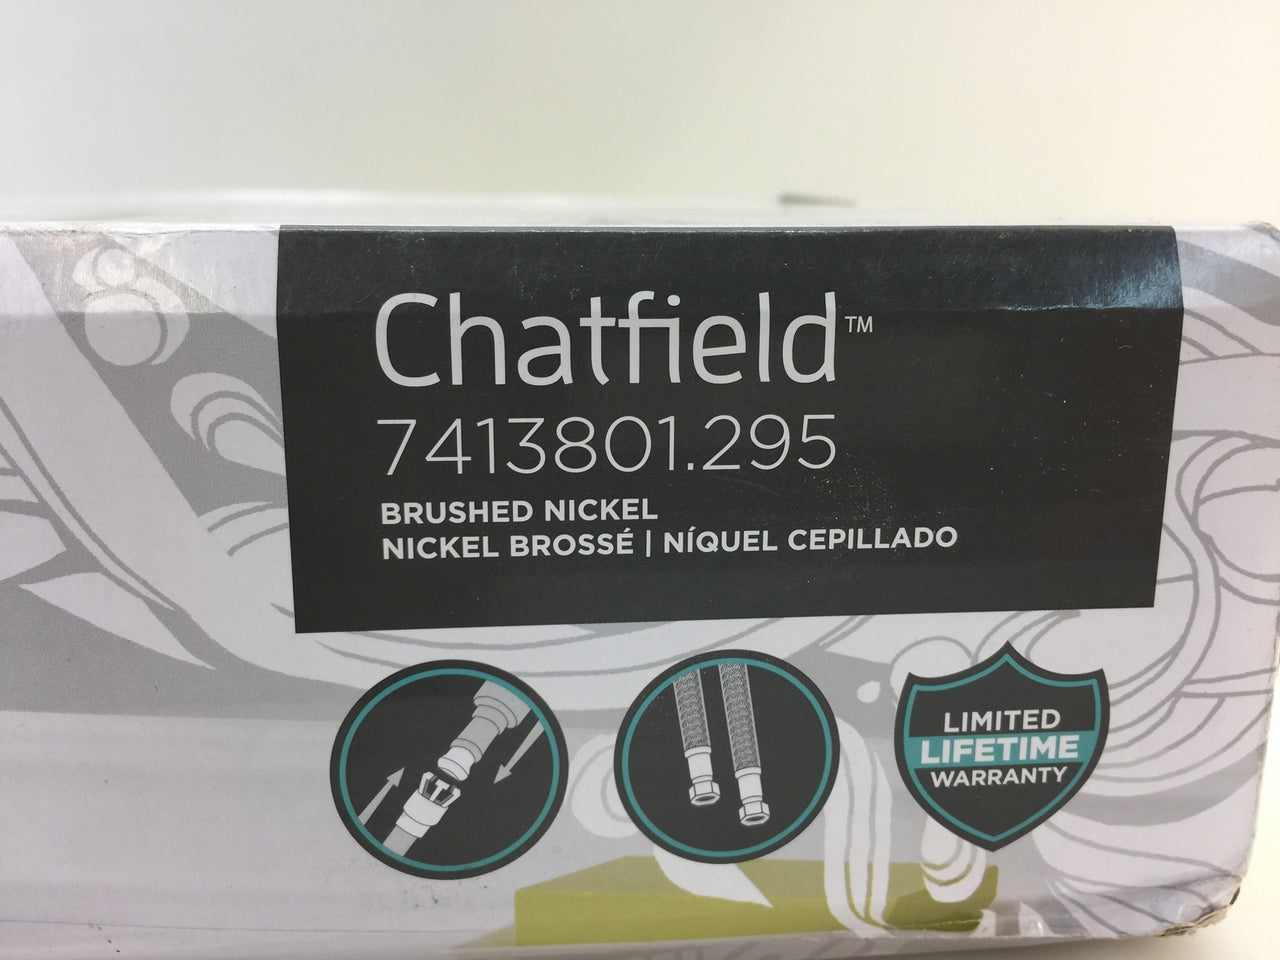 Chatfield™
7413801.295
BRUSHED NICKEL
NICKEL BROSSÉ | NÍQUEL CEPILLADO
LIMITED
LIFETIME
WARRANTY